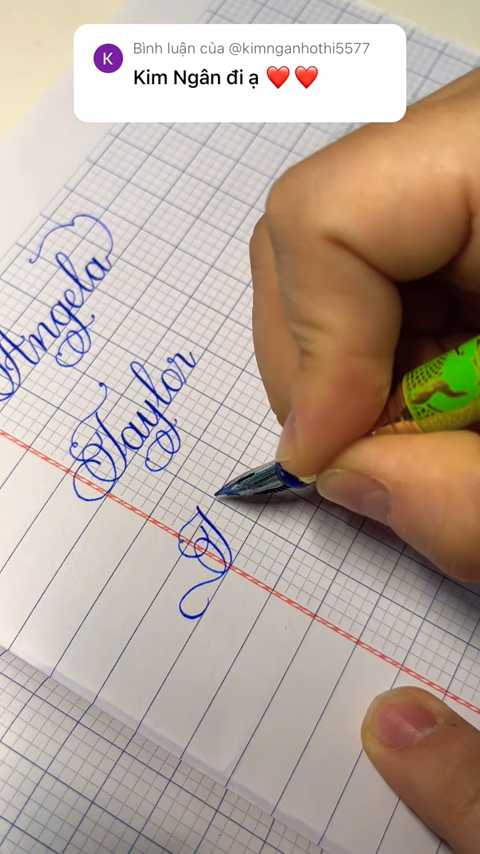 Bình luận của @kimnganhothi5577
Kim Ngân đi ạ ❤️❤️
Angela
Taylor